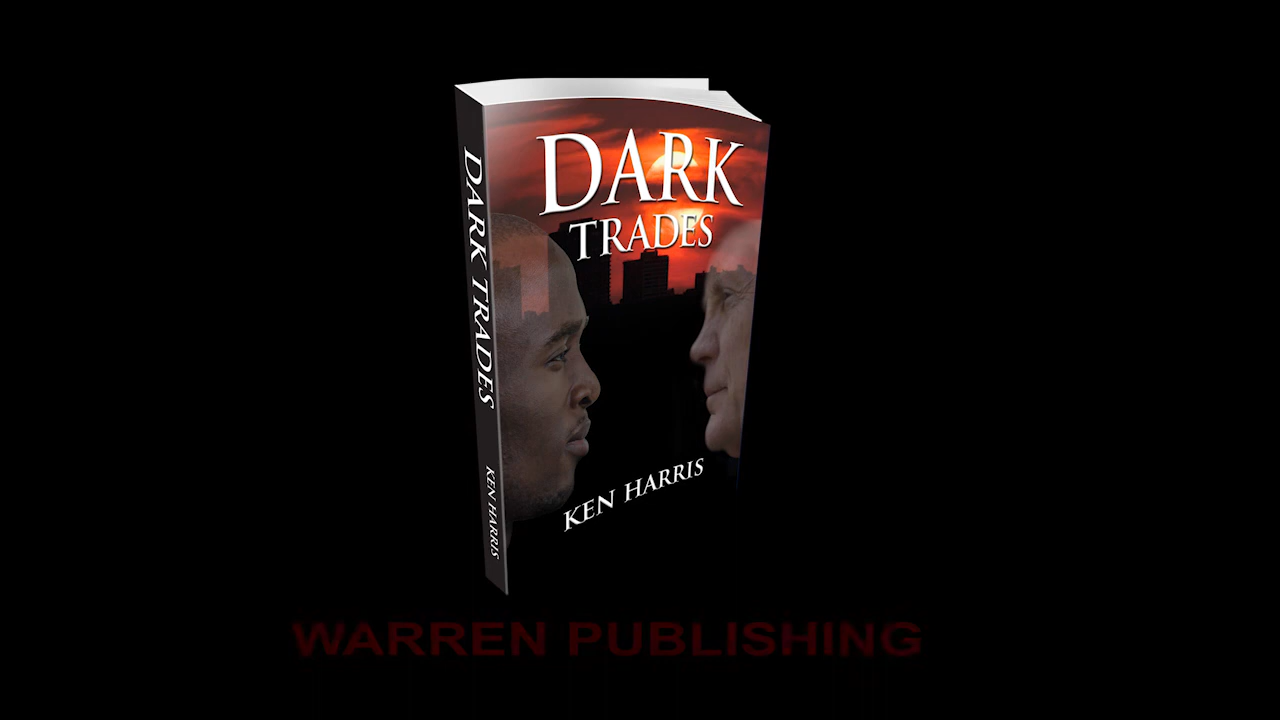 DARK
TRADES
KEN HARRIS
DARK TRADES
KEN HARRIS
WARREN PUBLISHING